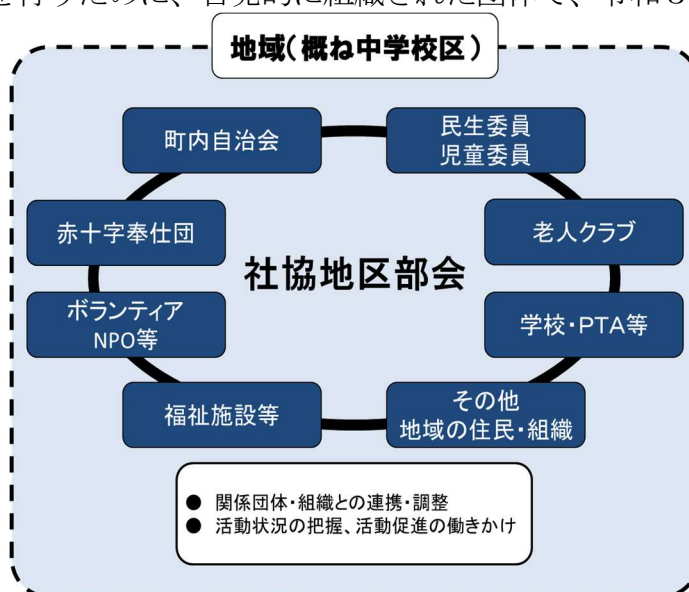 地域(概ね中学校区)
町内自治会
民生委員
児童委員
赤十字奉仕団
老人クラブ
社協地区部会
ボランティア
NPO等
学校・PTA等
福祉施設等
その他
地域の住民・組織
● 関係団体・組織との連携・調整
● 活動状況の把握、活動促進の働きかけ